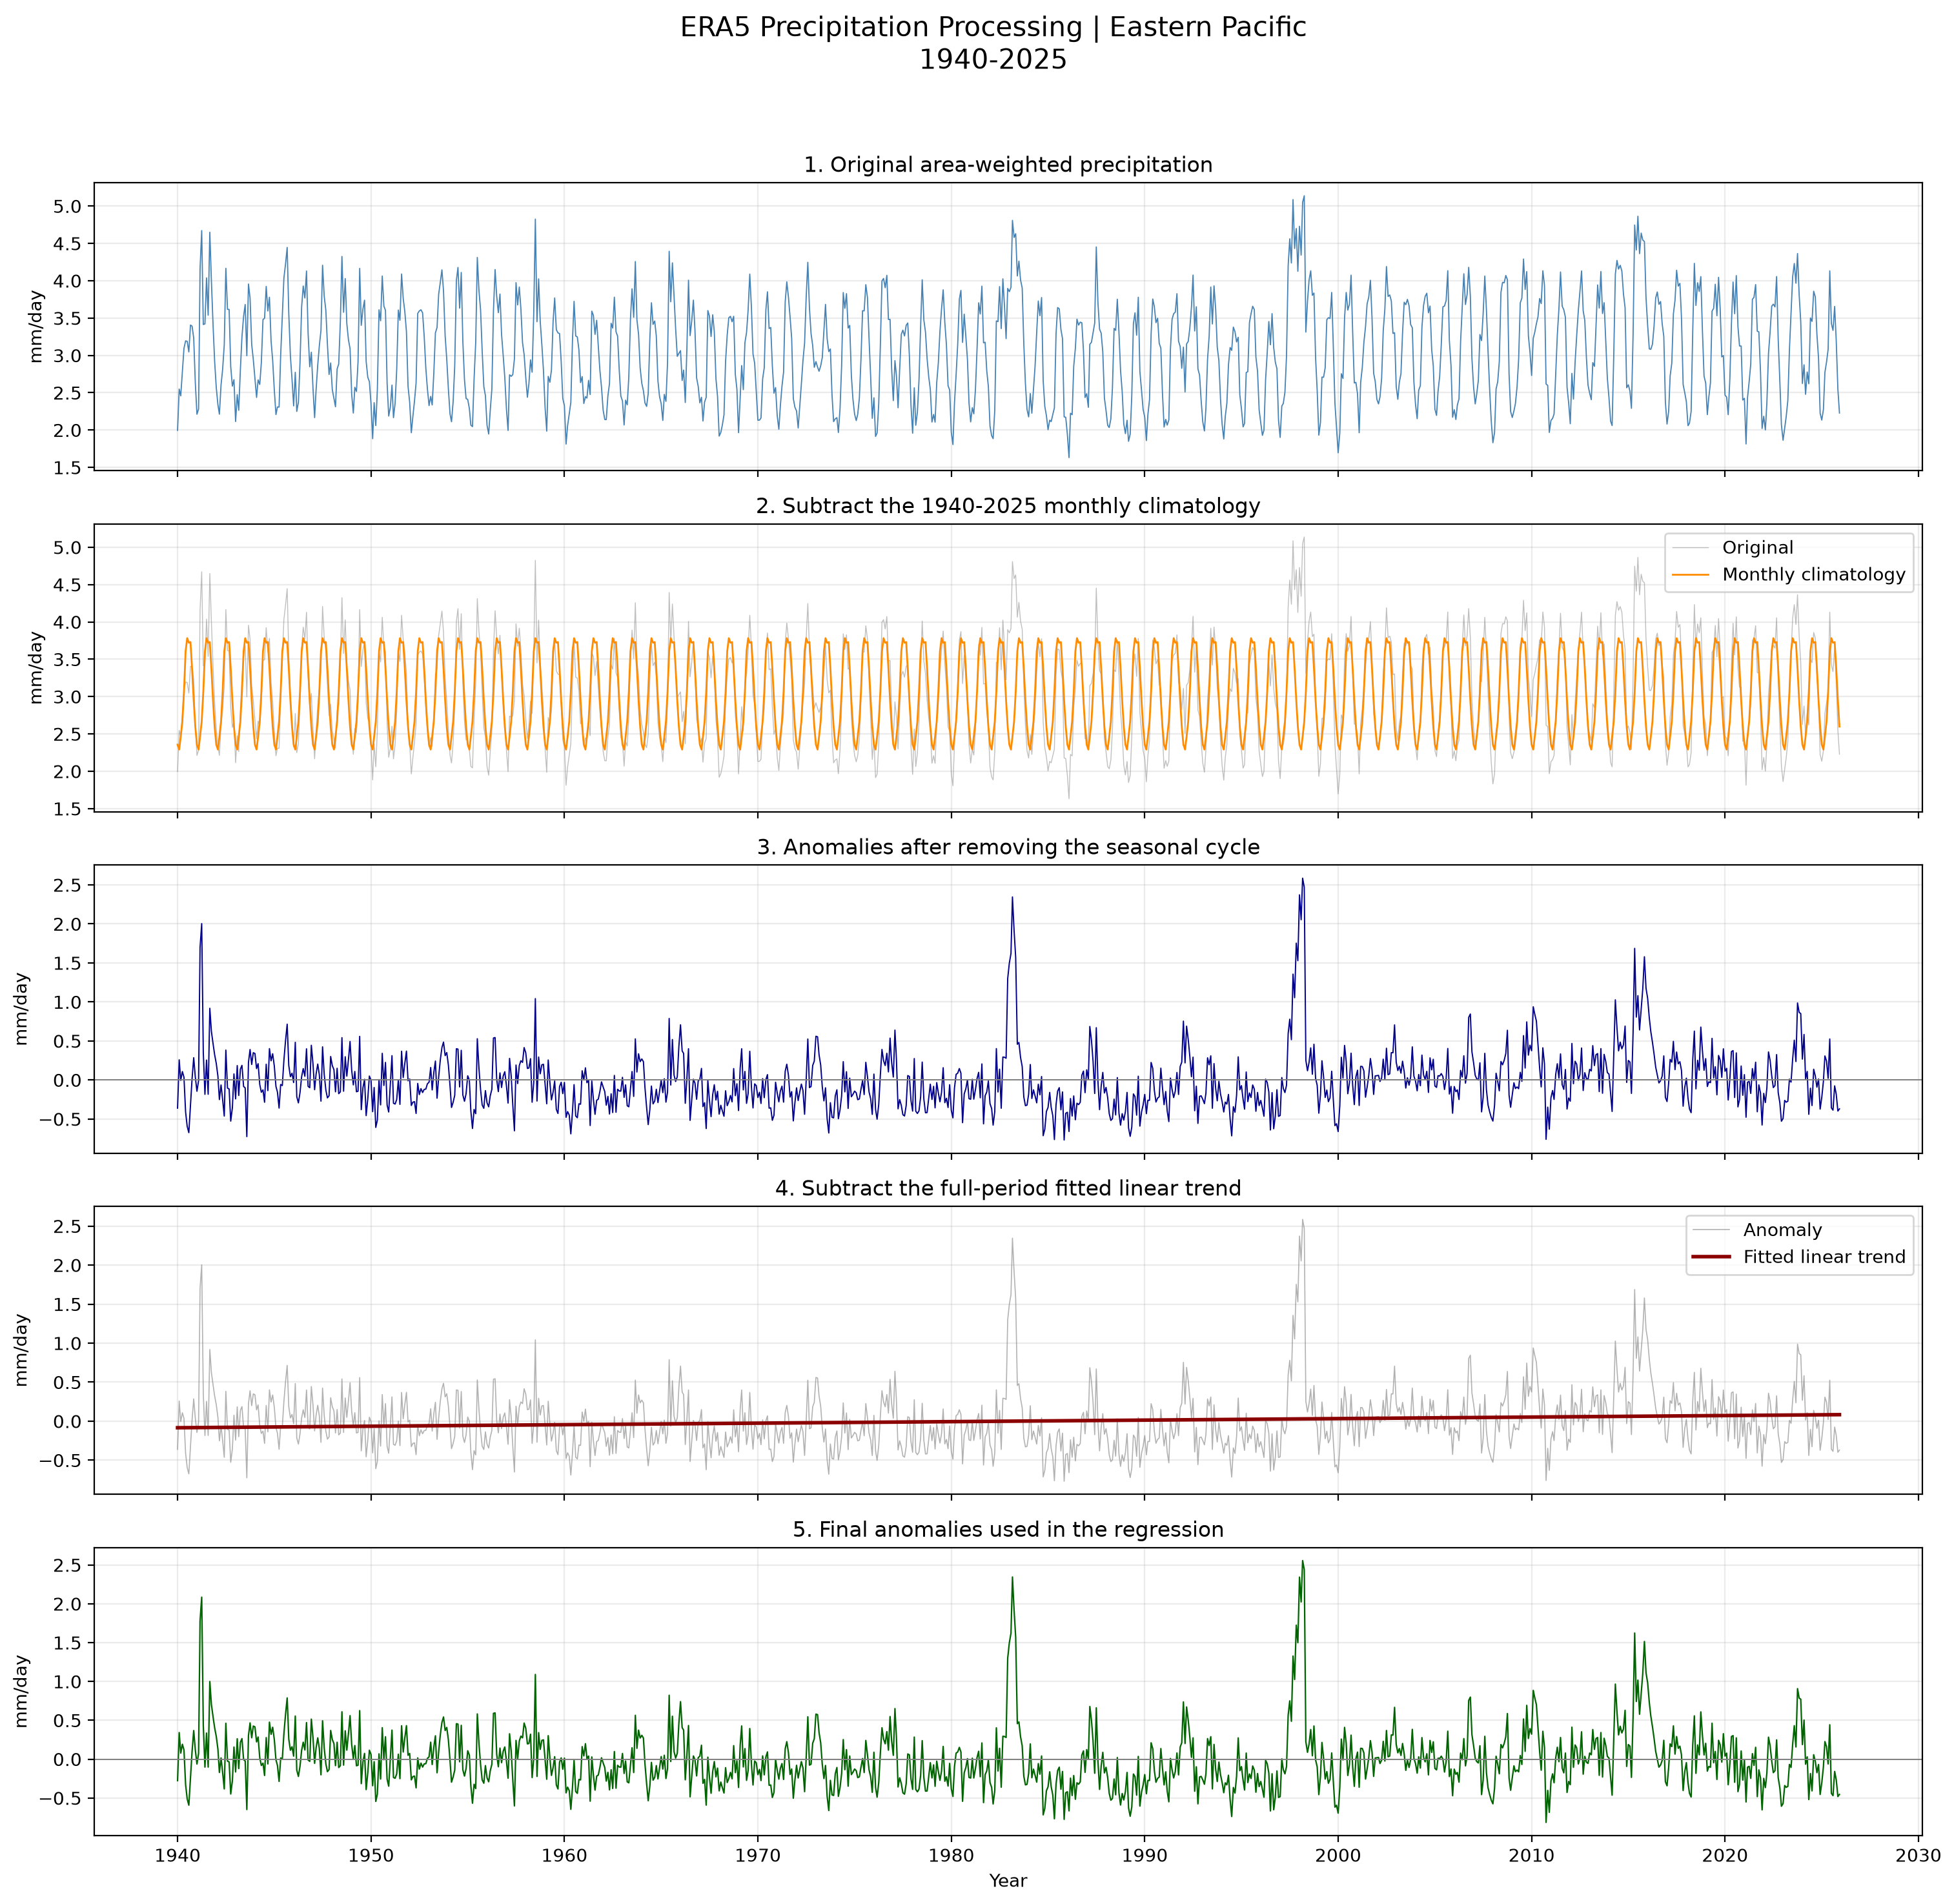 ERA5 Precipitation Processing | Eastern Pacific
1940-2025
1. Original area-weighted precipitation
5.0
4.5
4.0
3.5
3.0
2.5
2.0
1.5
mm/day
2. Subtract the 1940-2025 monthly climatology
5.0
4.5
4.0
3.5
3.0
2.5
2.0
1.5
mm/day
Original
Monthly climatology
3. Anomalies after removing the seasonal cycle
2.5
2.0
1.5
1.0
0.5
0.0
−0.5
mm/day
4. Subtract the full-period fitted linear trend
2.5
2.0
1.5
1.0
0.5
0.0
−0.5
mm/day
Anomaly
Fitted linear trend
5. Final anomalies used in the regression
2.5
2.0
1.5
1.0
0.5
0.0
−0.5
mm/day
1940 1950 1960 1970 1980 1990 2000 2010 2020 2030
Year